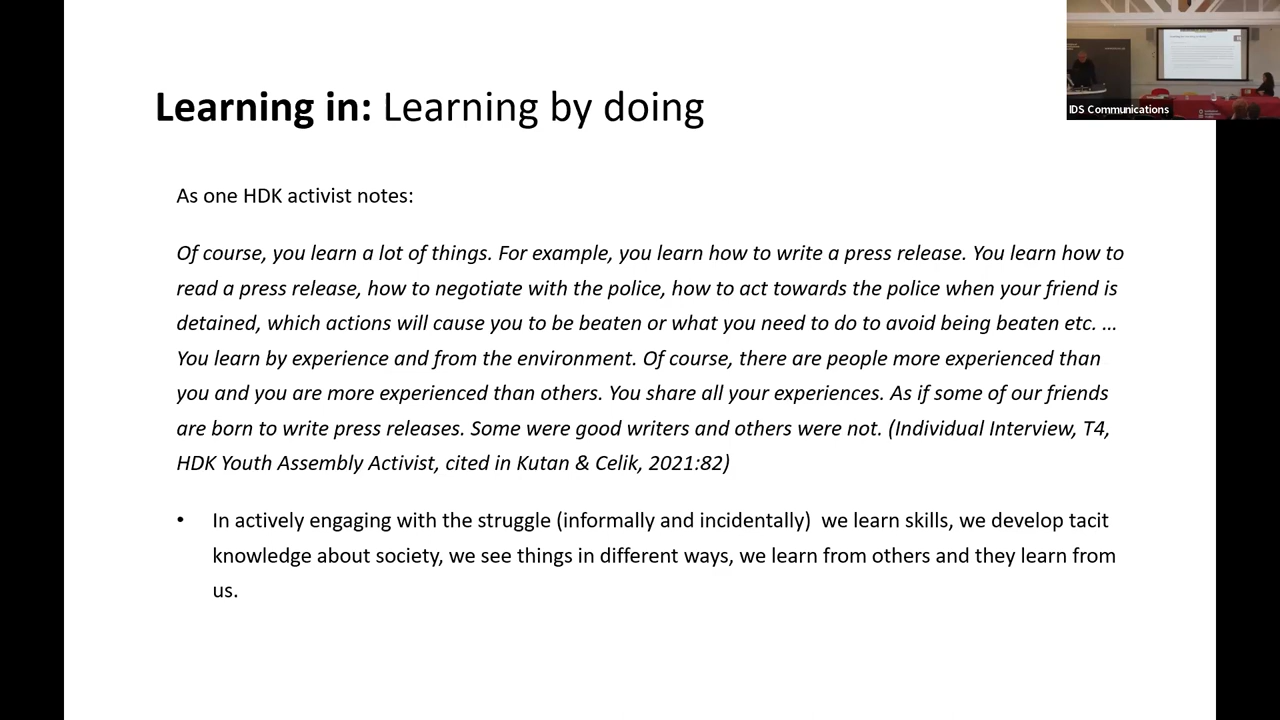 Learning in: Learning by doing
IDS Communications
As one HDK activist notes:
Of course, you learn a lot of things. For example, you learn how to write a press release. You learn how to
read a press release, how to negotiate with the police, how to act towards the police when your friend is
detained, which actions will cause you to be beaten or what you need to do to avoid being beaten etc. …
You learn by experience and from the environment. Of course, there are people more experienced than
you and you are more experienced than others. You share all your experiences. As if some of our friends
are born to write press releases. Some were good writers and others were not. (Individual Interview, T4,
HDK Youth Assembly Activist, cited in Kutan & Celik, 2021:82)
• In actively engaging with the struggle (informally and incidentally)  we learn skills, we develop tacit
knowledge about society, we see things in different ways, we learn from others and they learn from
us.